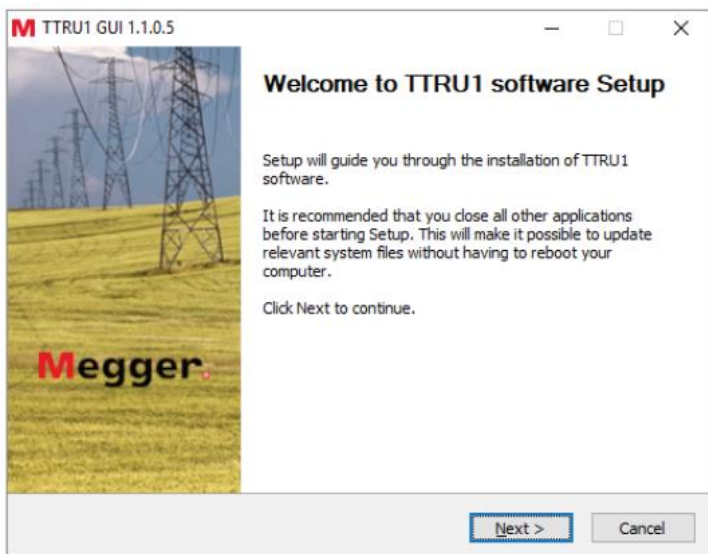 M TTRU1 GUI 1.1.0.5
Welcome to TTRU1 software Setup
Setup will guide you through the installation of TTRU1
software.
It is recommended that you close all other applications
before starting Setup. This will make it possible to update
relevant system files without having to reboot your
computer.
Click Next to continue.
Megger.
Next >
Cancel